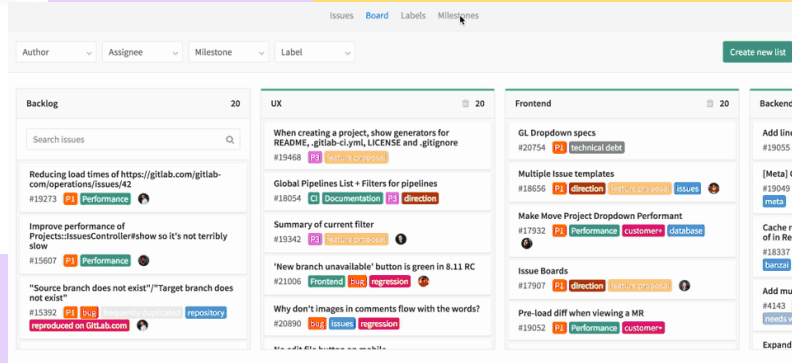 Issues Board Labels Milestones
Author Assignee Milestone Label Create new list
Backlog 20
Search issues
Reducing load times of https://gitlab.com/gitlab-
com/operations/issues/42
#19273 P1 Performance
Improve performance of
Projects::IssuesController#show so it's not terribly
slow
#15607 P1 Performance
"Source branch does not exist"/"Target branch does
not exist"
#15392 P1 bug frequently duplicated repository
reproduced on GitLab.com
UX 20
When creating a project, show generators for
README, .gitlab-ci.yml, LICENSE and .gitignore
#19468 P3 feature proposal
Global Pipelines List + Filters for pipelines
#18054 CI Documentation P3 direction
Summary of current filter
#19342 P3 feature proposal
'New branch unavailable' button is green in 8.11 RC
#21006 Frontend bug regression
Why don't images in comments flow with the words?
#20890 bug issues regression
Frontend 20
GL Dropdown specs
#20754 P1 technical debt
Multiple Issue templates
#18656 P1 direction feature proposal issues
Make Move Project Dropdown Performant
#17932 P1 Performance customer+ database
Issue Boards
#17907 P1 direction feature proposal
Pre-load diff when viewing a MR
#19052 P1 Performance customer+
Backend
Add line
#19055
[Meta] C
#19049
meta
Cache r
of in Re
#18337
banzai
Add mu
#4143
needs w
Expand